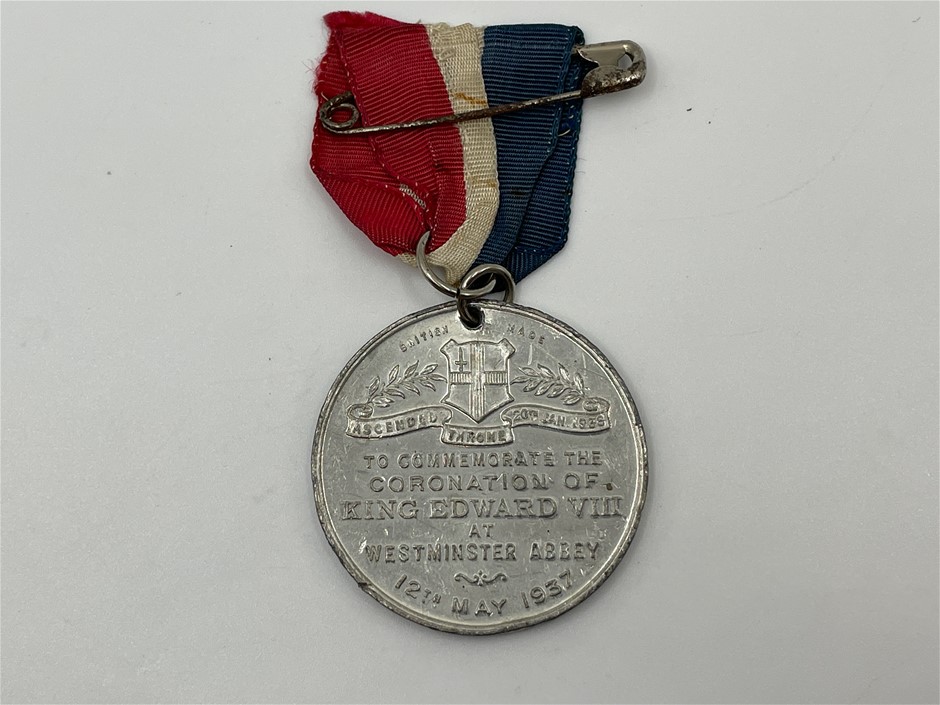 BRITISH MADE
ASCENDED THRONE 20TH JAN. 1936
TO COMMEMORATE THE
CORONATION OF
KING EDWARD VIII
AT
WESTMINSTER ABBEY
12TH MAY 1937